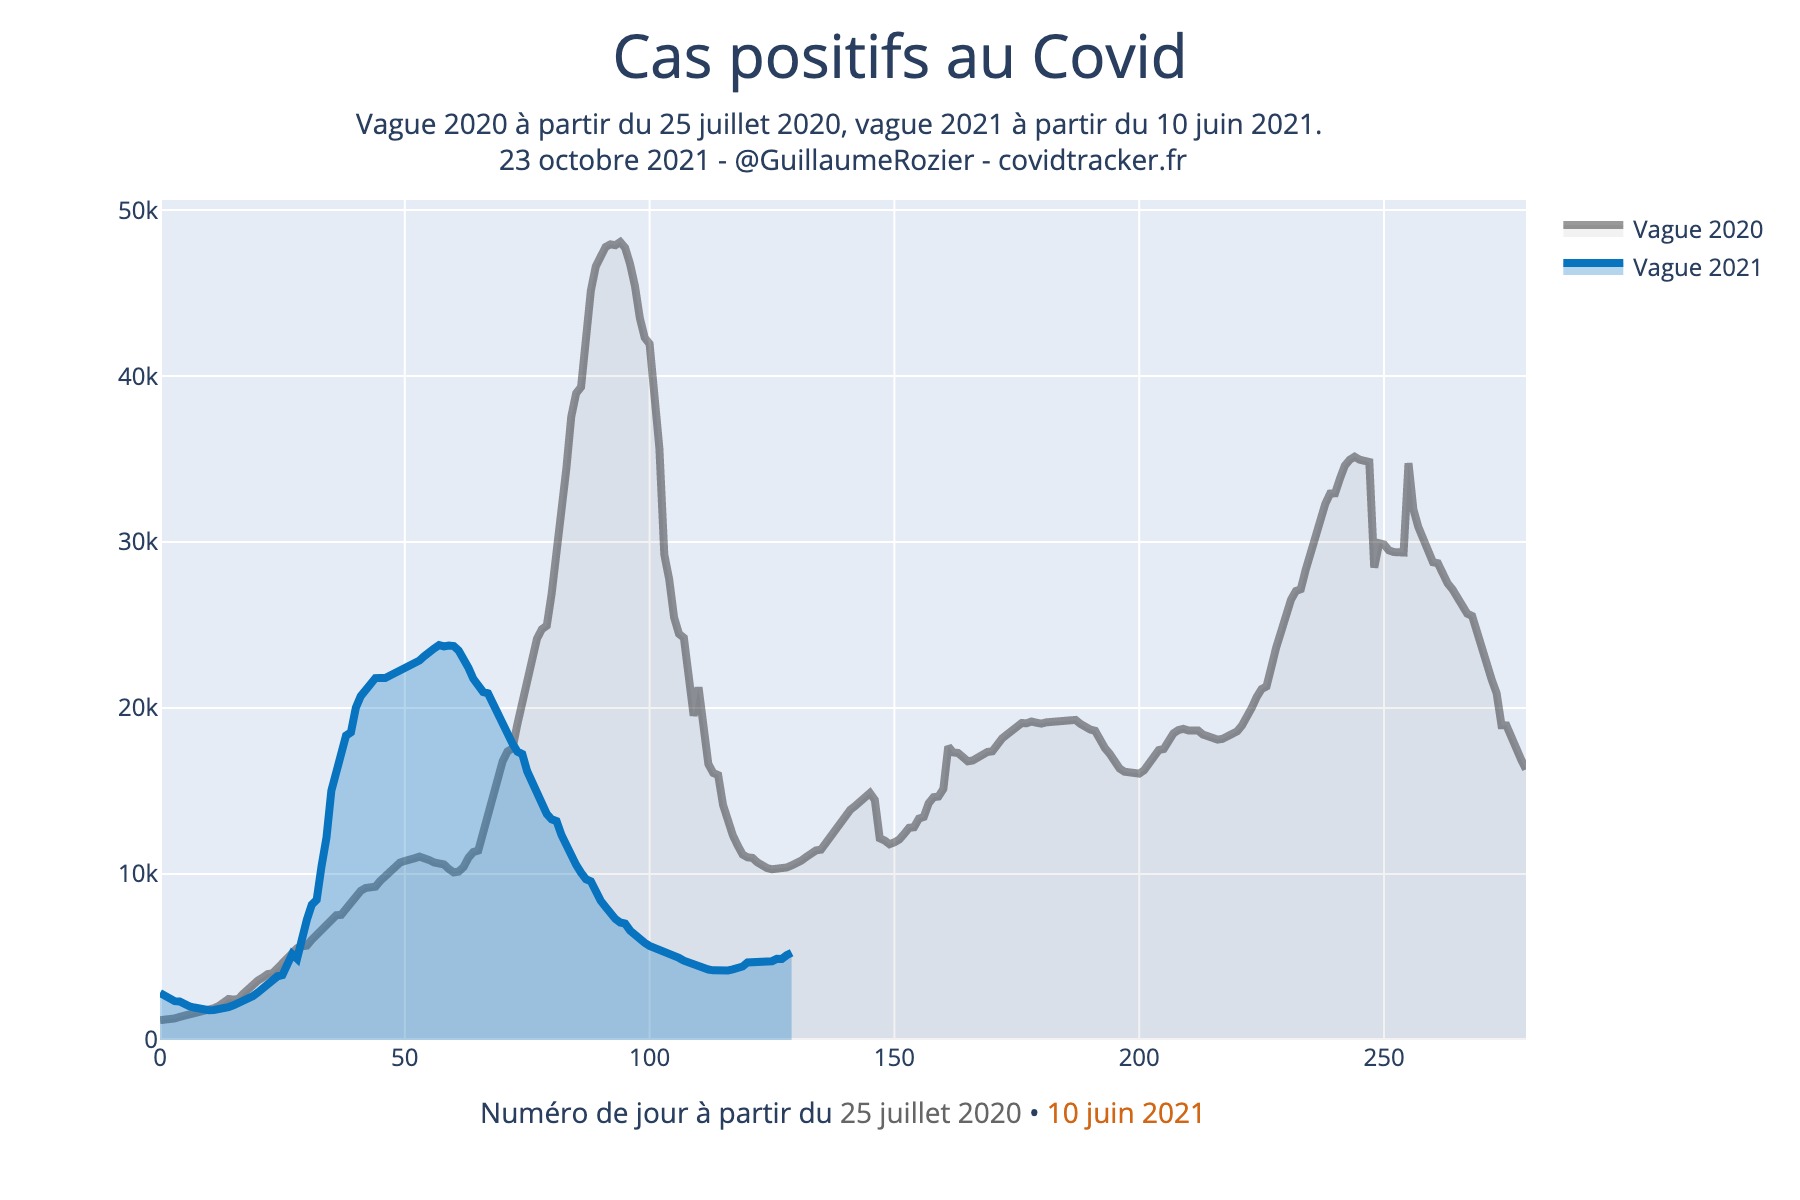 Cas positifs au Covid
Vague 2020 à partir du 25 juillet 2020, vague 2021 à partir du 10 juin 2021.
23 octobre 2021 - @GuillaumeRozier - covidtracker.fr
50k
40k
30k
20k
10k
0
0
50
100
150
200
250
Vague 2020
Vague 2021
Numéro de jour à partir du 25 juillet 2020 • 10 juin 2021